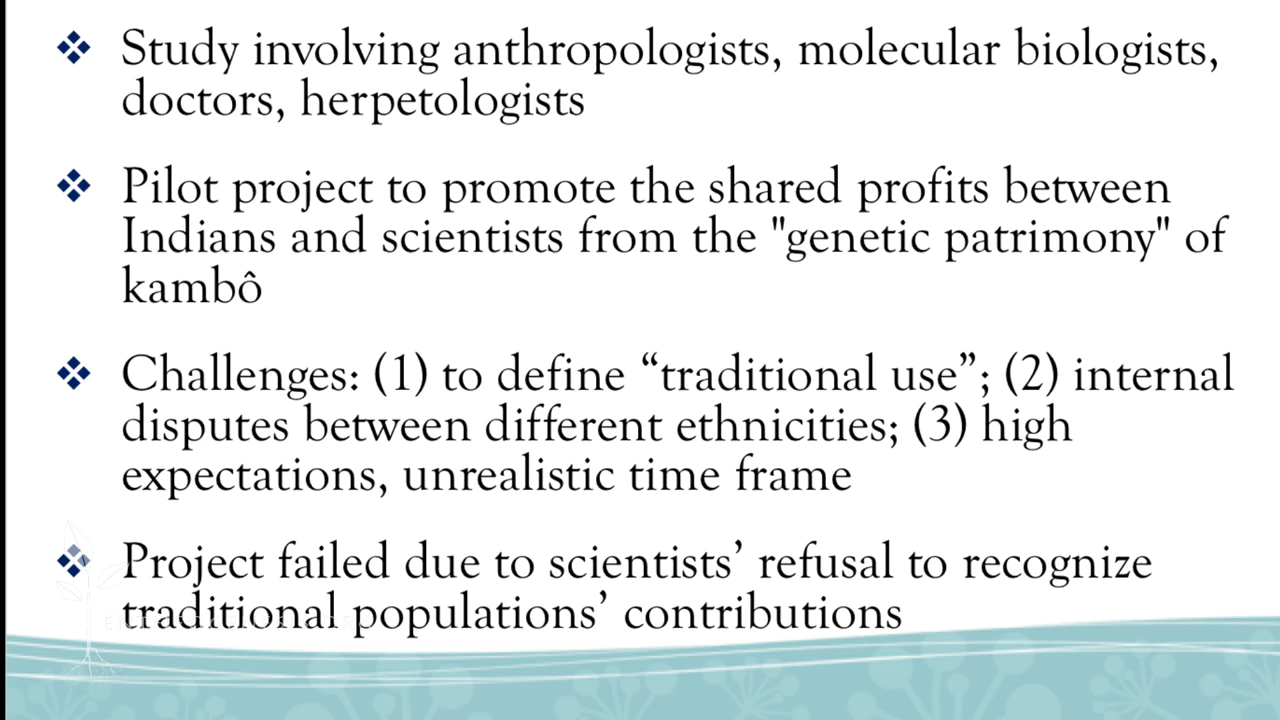 Study involving anthropologists, molecular biologists,
doctors, herpetologists
Pilot project to promote the shared profits between
Indians and scientists from the "genetic patrimony" of
kambô
Challenges: (1) to define “traditional use”; (2) internal
disputes between different ethnicities; (3) high
expectations, unrealistic time frame
Project failed due to scientists’ refusal to recognize
traditional populations’ contributions